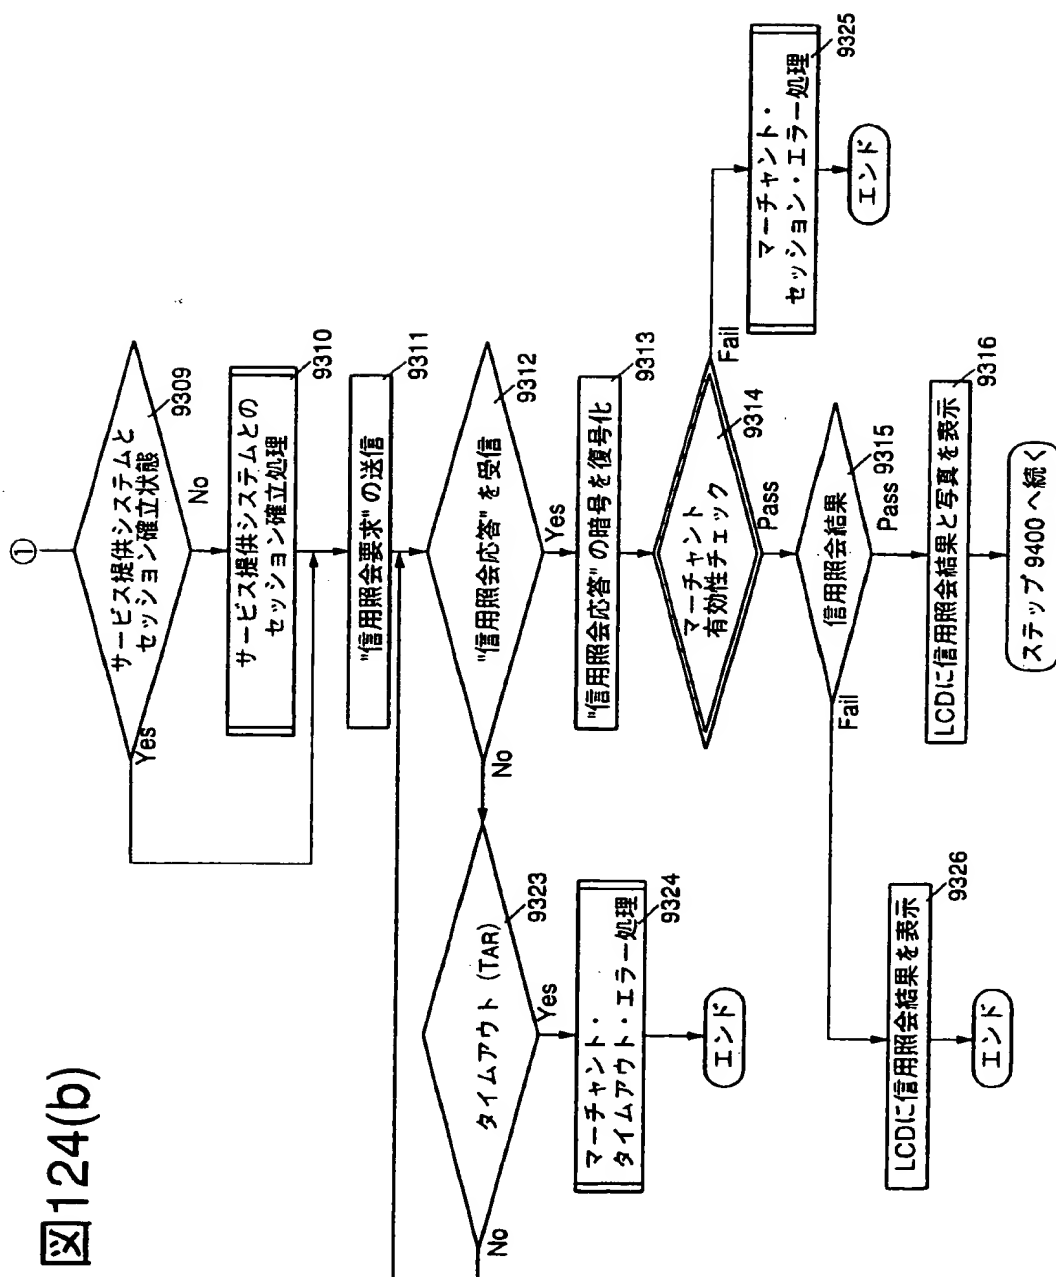 図124(b)
①
サービス提供システムと
セッション確立状態
9309
Yes
No
サービス提供システムとの
セッション確立処理
9310
"信用照会要求"の送信
9311
"信用照会応答"を受信
9312
No
Yes
タイムアウト (TAR)
9323
No
Yes
マーチャント・
タイムアウト・エラー処理
9324
エンド
"信用照会応答"の暗号を復号化
9313
マーチャント
有効性チェック
9314
Fail
Pass
マーチャント・
セッション・エラー処理
9325
エンド
信用照会結果
9315
Fail
Pass
LCDに信用照会結果を表示
9326
エンド
LCDに信用照会結果と写真を表示
9316
ステップ 9400 へ続く